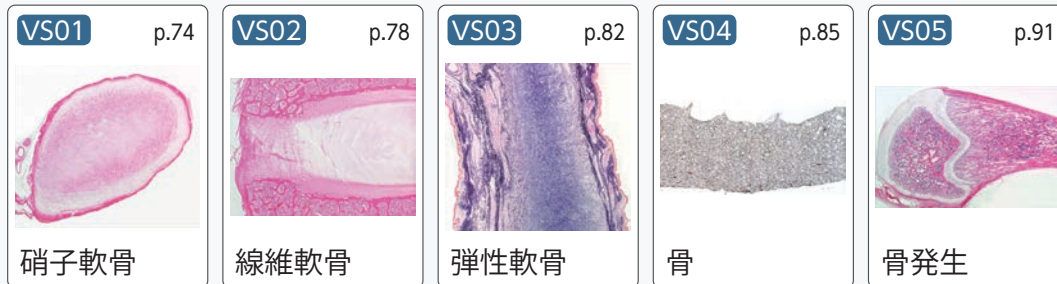 VS01 p.74
硝子軟骨
VS02 p.78
線維軟骨
VS03 p.82
弾性軟骨
VS04 p.85
骨
VS05 p.91
骨発生